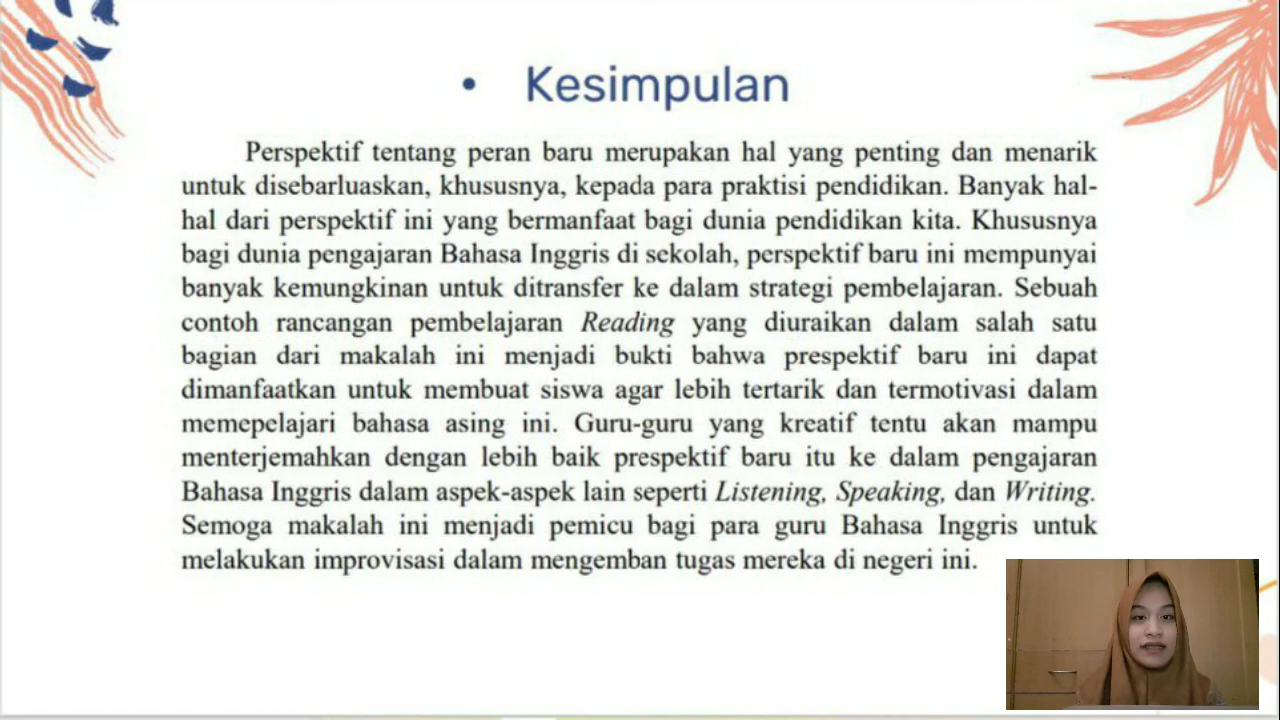 • Kesimpulan
Perspektif tentang peran baru merupakan hal yang penting dan menarik
untuk disebarluaskan, khususnya, kepada para praktisi pendidikan. Banyak hal-
hal dari perspektif ini yang bermanfaat bagi dunia pendidikan kita. Khususnya
bagi dunia pengajaran Bahasa Inggris di sekolah, perspektif baru ini mempunyai
banyak kemungkinan untuk ditransfer ke dalam strategi pembelajaran. Sebuah
contoh rancangan pembelajaran Reading yang diuraikan dalam salah satu
bagian dari makalah ini menjadi bukti bahwa prespektif baru ini dapat
dimanfaatkan untuk membuat siswa agar lebih tertarik dan termotivasi dalam
memepelajari bahasa asing ini. Guru-guru yang kreatif tentu akan mampu
menterjemahkan dengan lebih baik prespektif baru itu ke dalam pengajaran
Bahasa Inggris dalam aspek-aspek lain seperti Listening, Speaking, dan Writing.
Semoga makalah ini menjadi pemicu bagi para guru Bahasa Inggris untuk
melakukan improvisasi dalam mengemban tugas mereka di negeri ini.